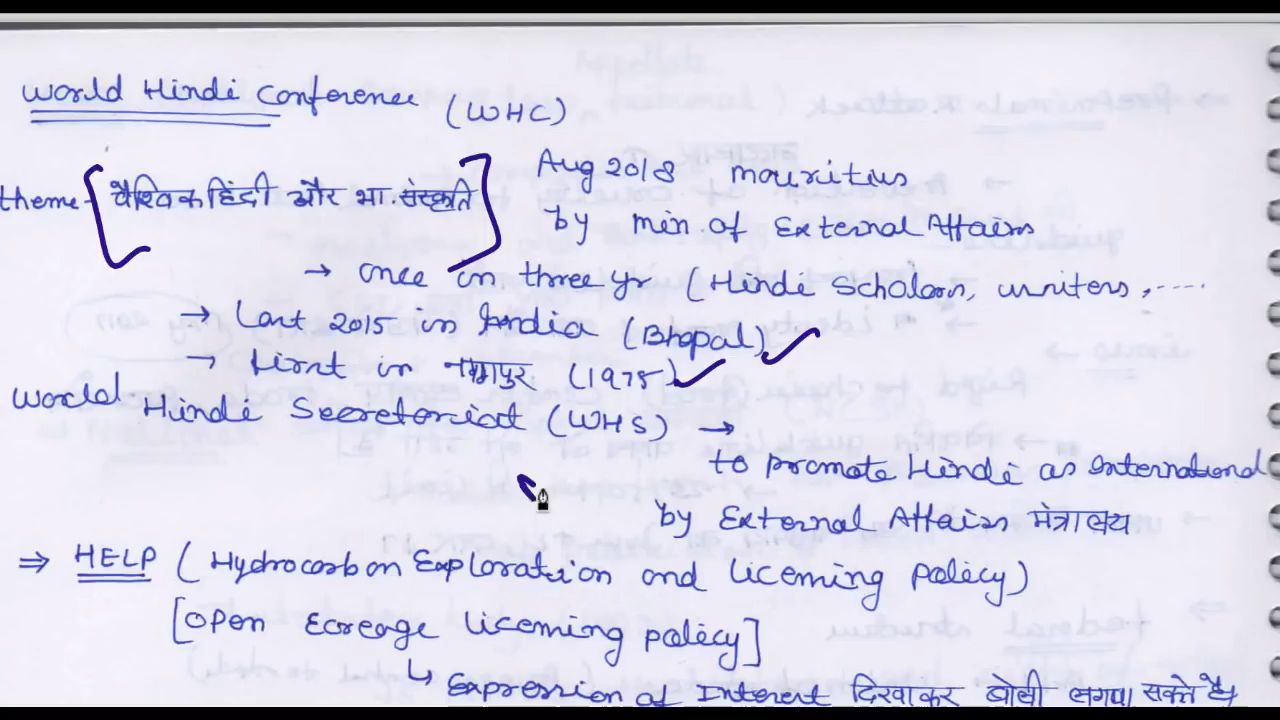 World Hindi Conference (WHC)
theme - वैश्विक हिंदी और भा. संस्कृति
Aug 2018 mauritius
by min. of External Affairs
→ once in three yr (Hindi Scholars, writers, ....
→ Last 2015 in India (Bhopal)
→ first in नागपुर (1975)
World Hindi Secretariat (WHS) →
to promote Hindi as International
by External Affairs मंत्रालय
⇒ HELP (Hydrocarbon Exploration and licensing policy)
[open Ecreage licensing policy]
↳ Expression of Interest दिखाकर बोली लगपा सकते है।